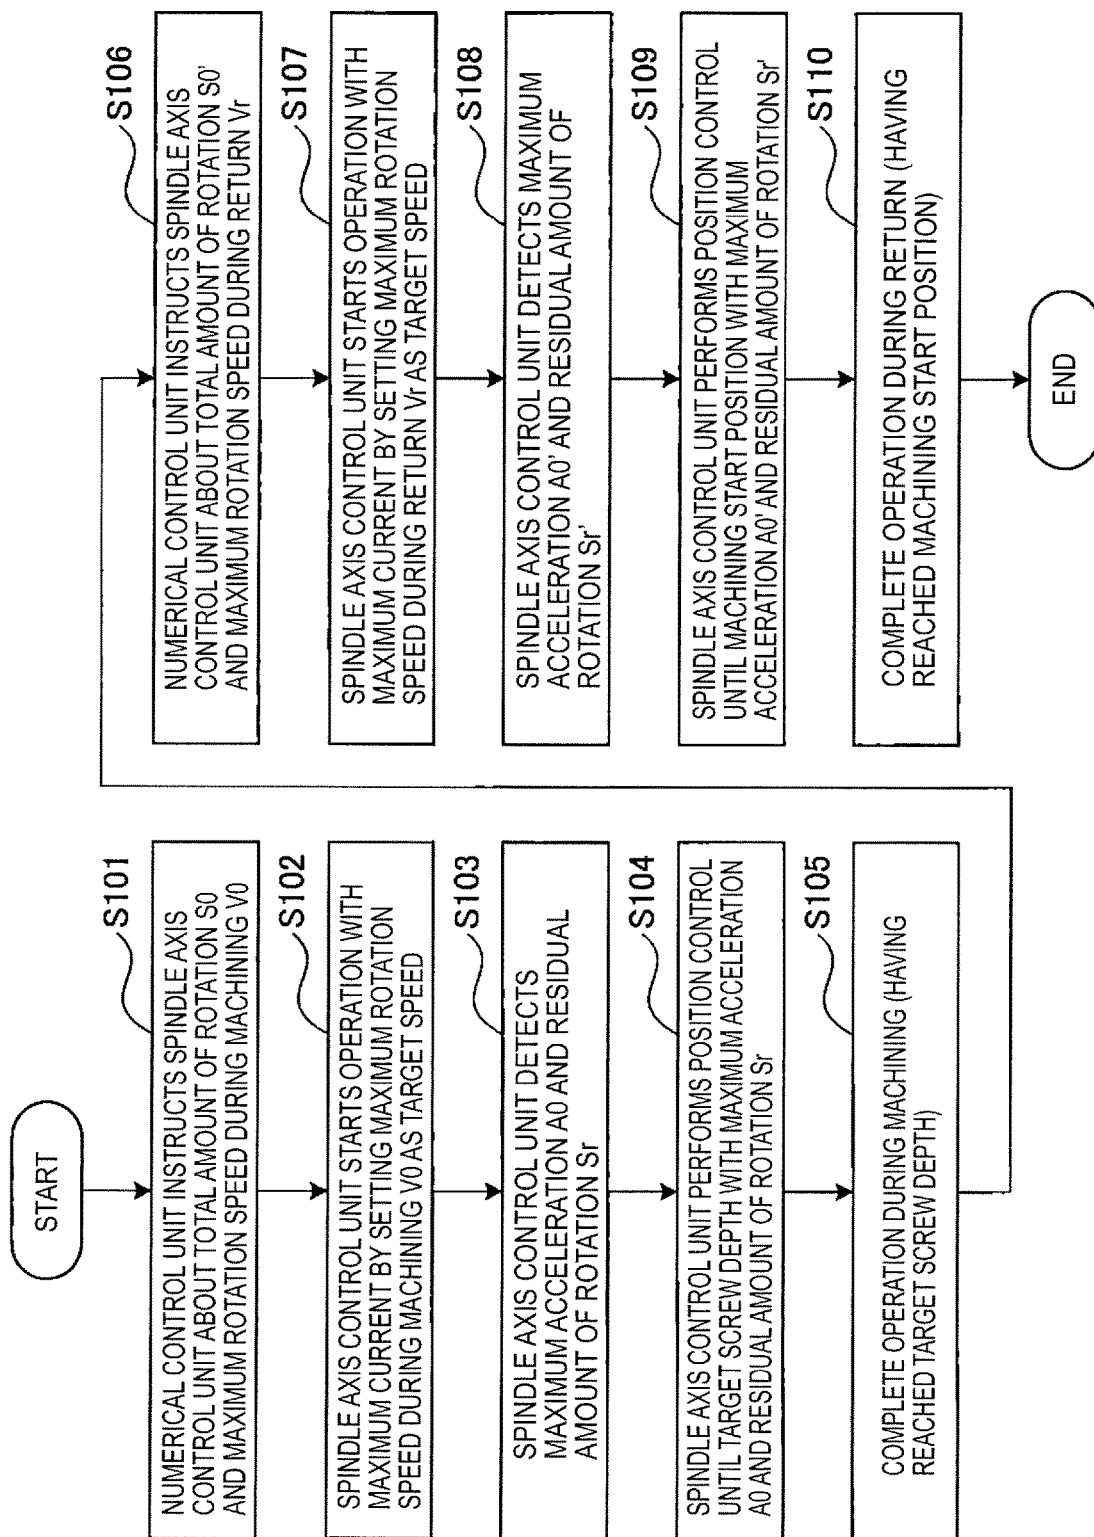 START
S101
NUMERICAL CONTROL UNIT INSTRUCTS SPINDLE AXIS
CONTROL UNIT ABOUT TOTAL AMOUNT OF ROTATION S0
AND MAXIMUM ROTATION SPEED DURING MACHINING V0
S102
SPINDLE AXIS CONTROL UNIT STARTS OPERATION WITH
MAXIMUM CURRENT BY SETTING MAXIMUM ROTATION
SPEED DURING MACHINING V0 AS TARGET SPEED
S103
SPINDLE AXIS CONTROL UNIT DETECTS
MAXIMUM ACCELERATION A0 AND RESIDUAL
AMOUNT OF ROTATION Sr
S104
SPINDLE AXIS CONTROL UNIT PERFORMS POSITION CONTROL
UNTIL TARGET SCREW DEPTH WITH MAXIMUM ACCELERATION
A0 AND RESIDUAL AMOUNT OF ROTATION Sr
S105
COMPLETE OPERATION DURING MACHINING (HAVING
REACHED TARGET SCREW DEPTH)
S106
NUMERICAL CONTROL UNIT INSTRUCTS SPINDLE AXIS
CONTROL UNIT ABOUT TOTAL AMOUNT OF ROTATION S0'
AND MAXIMUM ROTATION SPEED DURING RETURN Vr
S107
SPINDLE AXIS CONTROL UNIT STARTS OPERATION WITH
MAXIMUM CURRENT BY SETTING MAXIMUM ROTATION
SPEED DURING RETURN Vr AS TARGET SPEED
S108
SPINDLE AXIS CONTROL UNIT DETECTS MAXIMUM
ACCELERATION A0' AND RESIDUAL AMOUNT OF
ROTATION Sr'
S109
SPINDLE AXIS CONTROL UNIT PERFORMS POSITION CONTROL
UNTIL MACHINING START POSITION WITH MAXIMUM
ACCELERATION A0' AND RESIDUAL AMOUNT OF ROTATION Sr'
S110
COMPLETE OPERATION DURING RETURN (HAVING
REACHED MACHINING START POSITION)
END